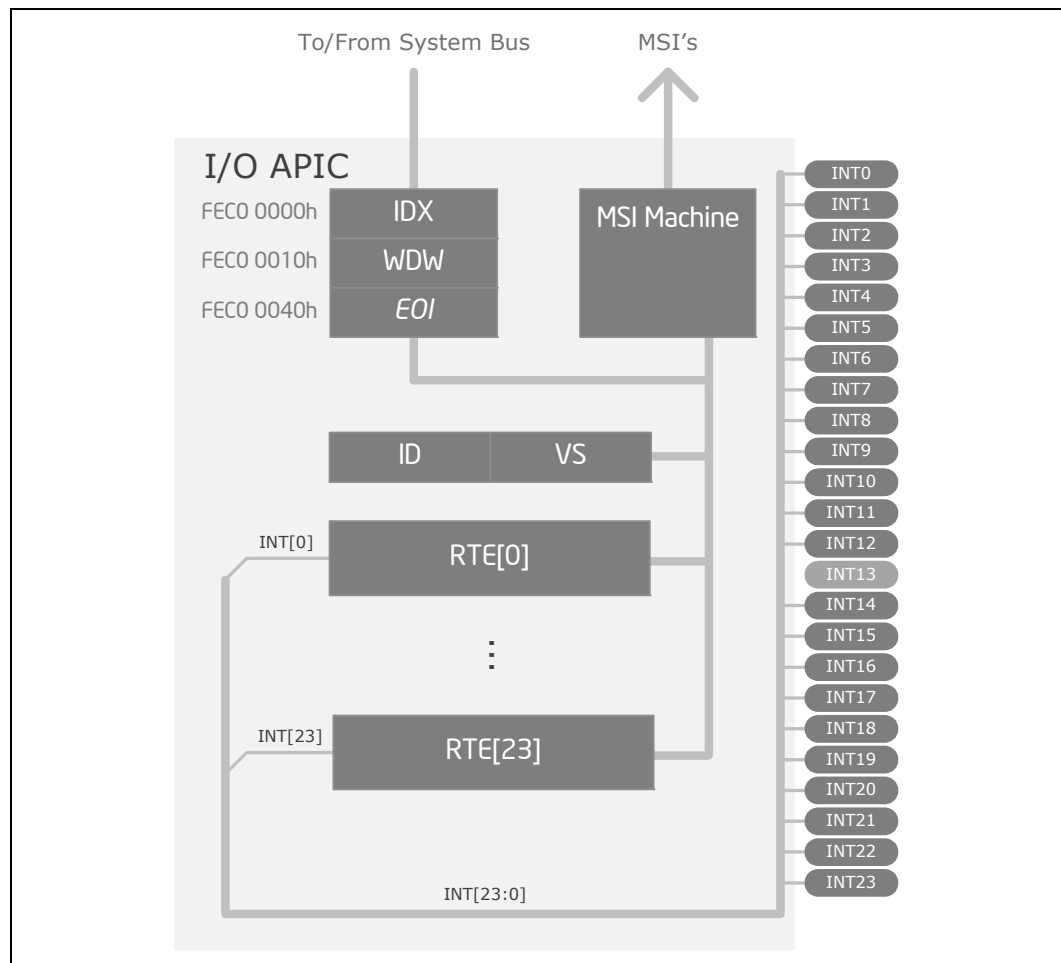 To/From System Bus
MSI's
I/O APIC
FEC0 0000h
IDX
FEC0 0010h
WDW
FEC0 0040h
EOI
MSI Machine
ID
VS
INT[0]
RTE[0]
⋮
INT[23]
RTE[23]
INT[23:0]
INT0
INT1
INT2
INT3
INT4
INT5
INT6
INT7
INT8
INT9
INT10
INT11
INT12
INT13
INT14
INT15
INT16
INT17
INT18
INT19
INT20
INT21
INT22
INT23